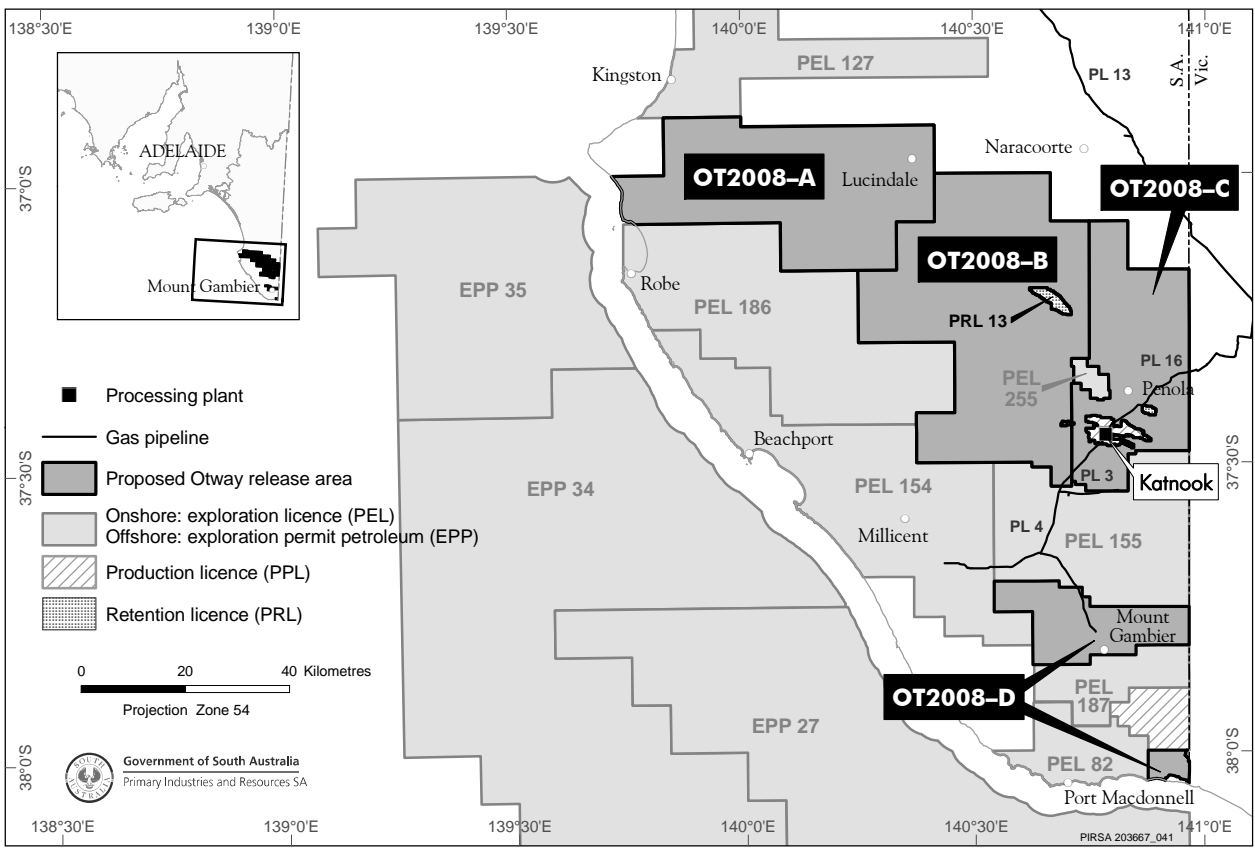 138°30'E
139°0'E
139°30'E
140°0'E
140°30'E
141°0'E
S.A.
Vic.
PEL 127
PL 13
Kingston
Naracoorte
ADELAIDE
Mount Gambier
37°0'S
37°0'S
OT2008–A
Lucindale
OT2008–C
OT2008–B
EPP 35
Robe
PEL 186
PRL 13
PL 16
PEL
255
Penola
Processing plant
Gas pipeline
Beachport
Proposed Otway release area
37°30'S
37°30'S
PL 3
Katnook
EPP 34
PEL 154
Onshore: exploration licence (PEL)
Offshore: exploration permit petroleum (EPP)
Millicent
PL 4
PEL 155
Production licence (PPL)
Retention licence (PRL)
Mount
Gambier
0 20 40 Kilometres
Projection Zone 54
OT2008–D
PEL
187
EPP 27
38°0'S
38°0'S
SOUTH AUSTRALIA
Government of South Australia
Primary Industries and Resources SA
PEL 82
Port Macdonnell
138°30'E
139°0'E
139°30'E
140°0'E
140°30'E
141°0'E
PIRSA 203667_041